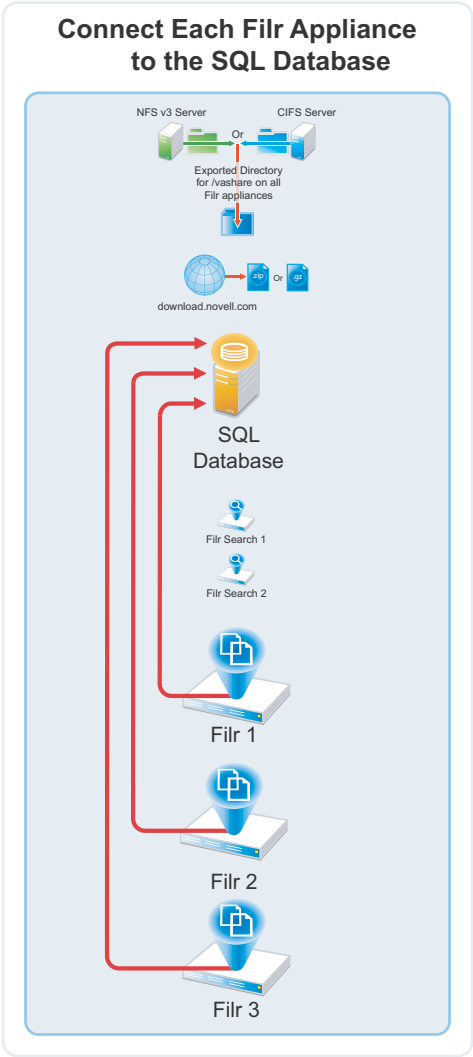 Connect Each Filr Appliance
to the SQL Database
NFS v3 Server
CIFS Server
Or
Exported Directory
for /vashare on all
Filr appliances
.zip
Or
.gz
download.novell.com
SQL
Database
Filr Search 1
Filr Search 2
Filr 1
Filr 2
Filr 3